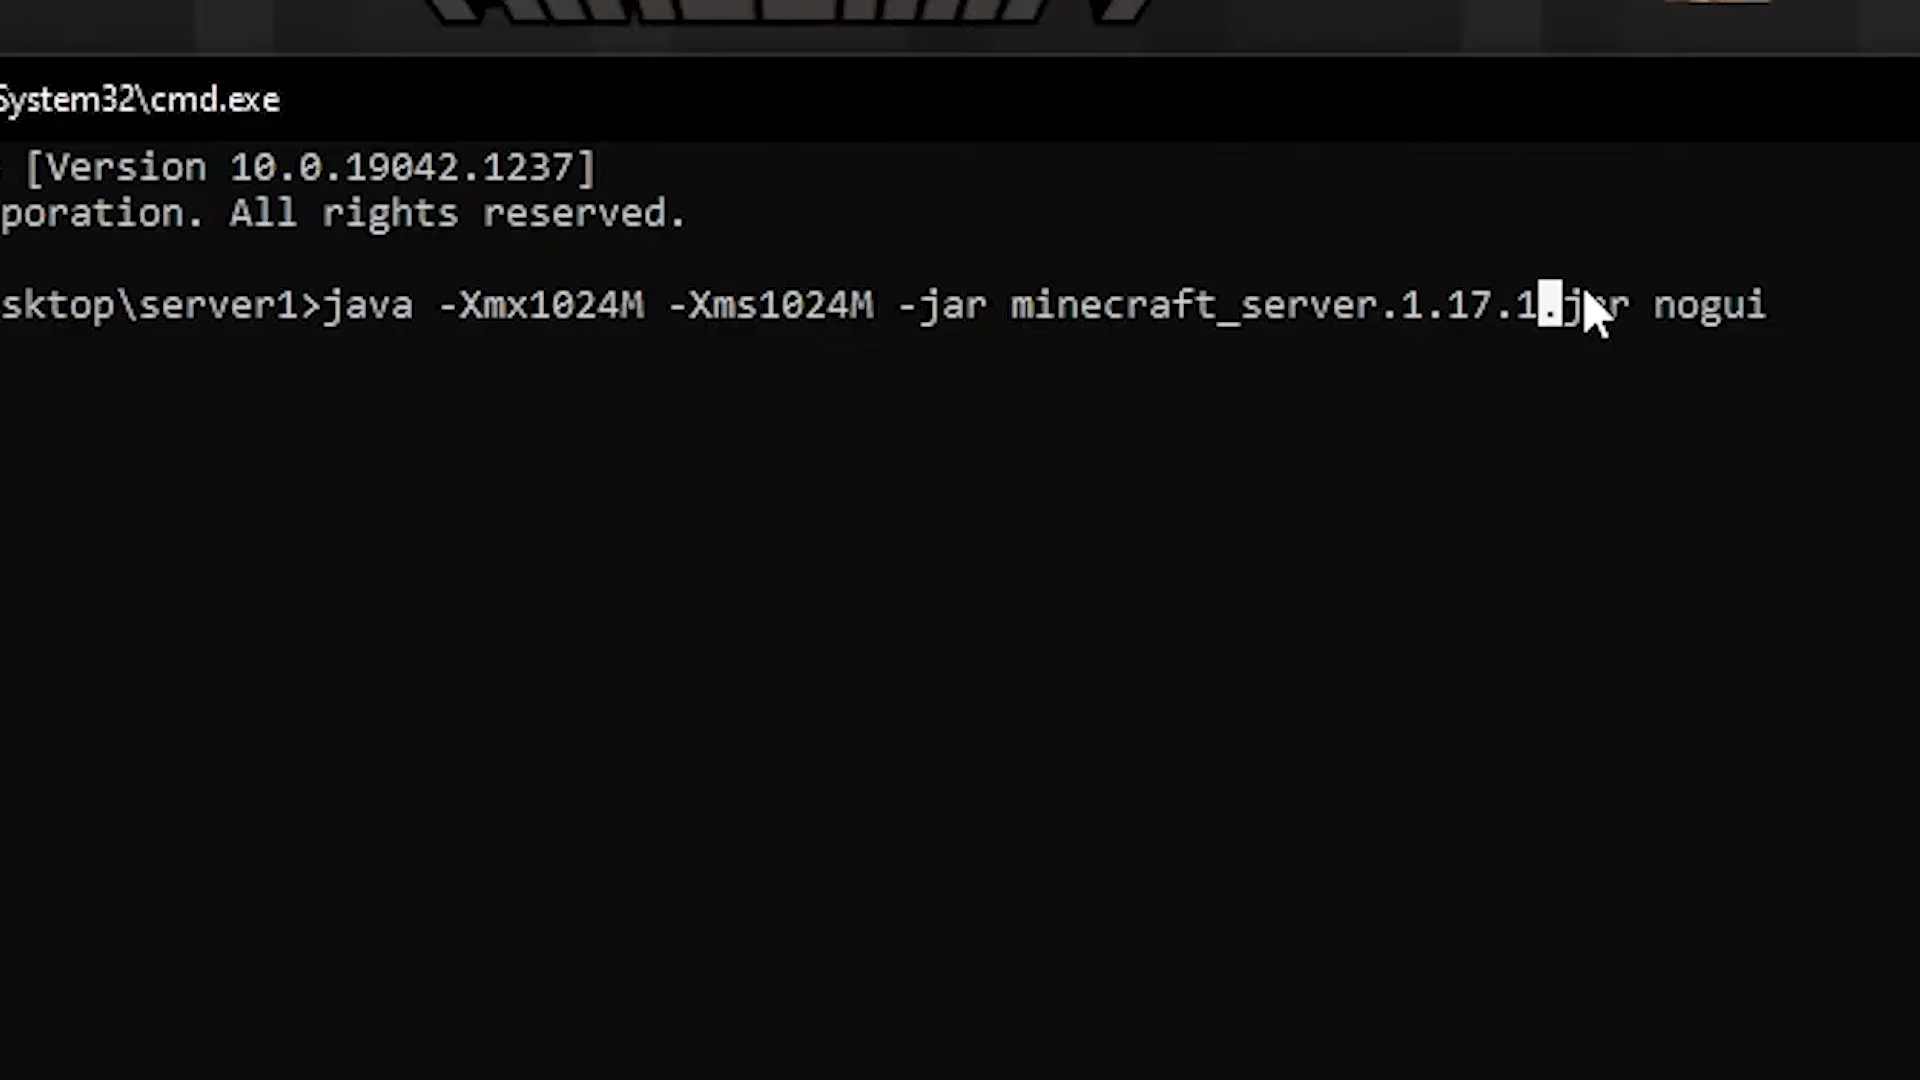 System32\cmd.exe
[Version 10.0.19042.1237]
poration. All rights reserved.
sktop\server1>java -Xmx1024M -Xms1024M -jar minecraft_server.1.17.1.jar nogui